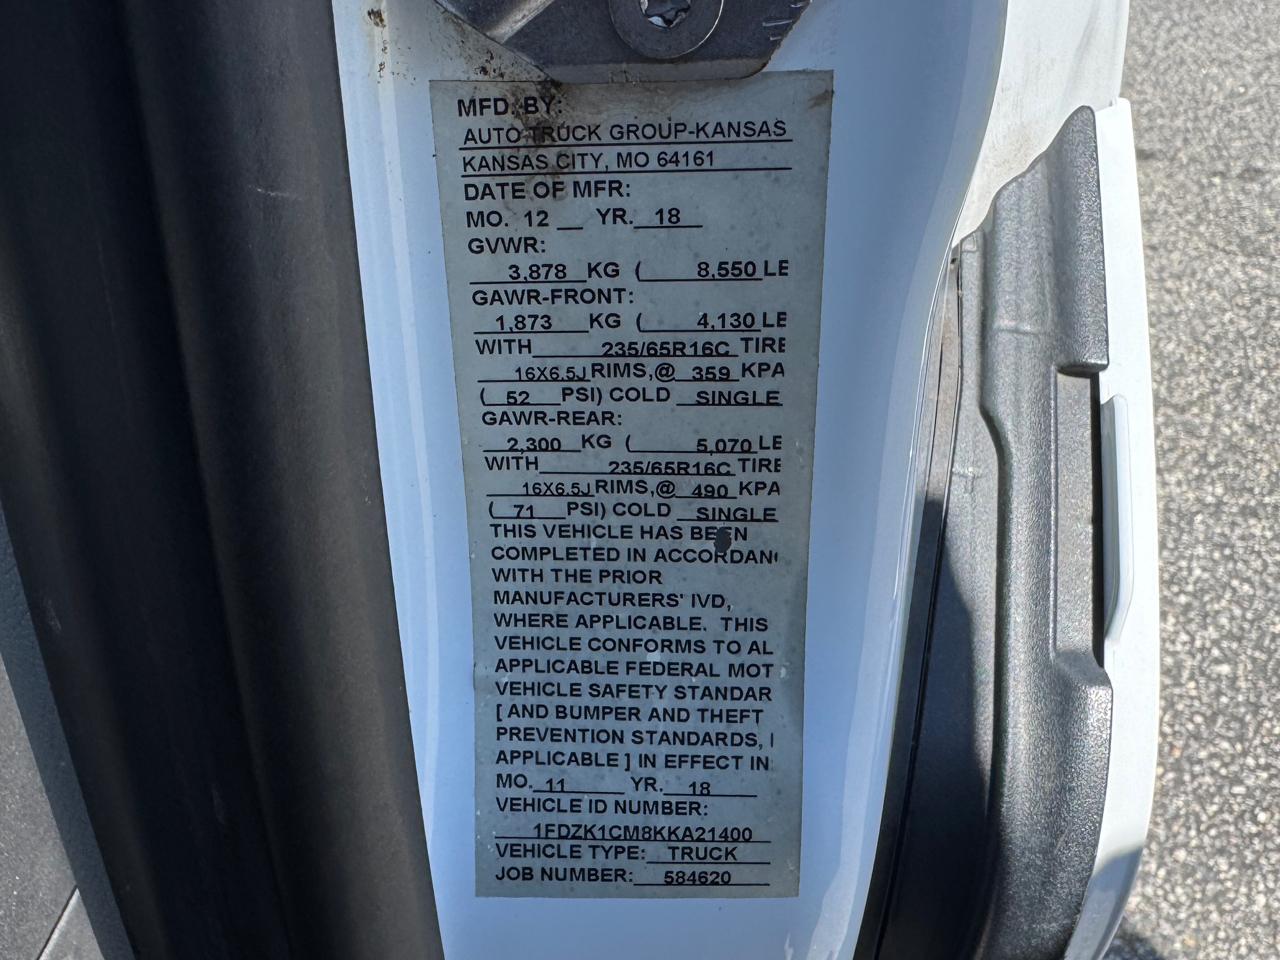 MFD. BY:
AUTO TRUCK GROUP-KANSAS
KANSAS CITY, MO 64161
DATE OF MFR:
MO. 12 YR. 18
GVWR:
3,878 KG ( 8,550 LE
GAWR-FRONT:
1,873 KG ( 4,130 LE
WITH 235/65R16C TIRE
16X6.5J RIMS,@ 359 KPA
( 52 PSI) COLD SINGLE
GAWR-REAR:
2,300 KG ( 5,070 LE
WITH 235/65R16C TIRE
16X6.5J RIMS,@ 490 KPA
( 71 PSI) COLD SINGLE
THIS VEHICLE HAS BEEN
COMPLETED IN ACCORDAN
WITH THE PRIOR
MANUFACTURERS' IVD,
WHERE APPLICABLE. THIS
VEHICLE CONFORMS TO AL
APPLICABLE FEDERAL MOT
VEHICLE SAFETY STANDAR
[AND BUMPER AND THEFT
PREVENTION STANDARDS, I
APPLICABLE] IN EFFECT IN
MO. 11 YR. 18
VEHICLE ID NUMBER:
1FDZK1CM8KKA21400
VEHICLE TYPE: TRUCK
JOB NUMBER: 584620